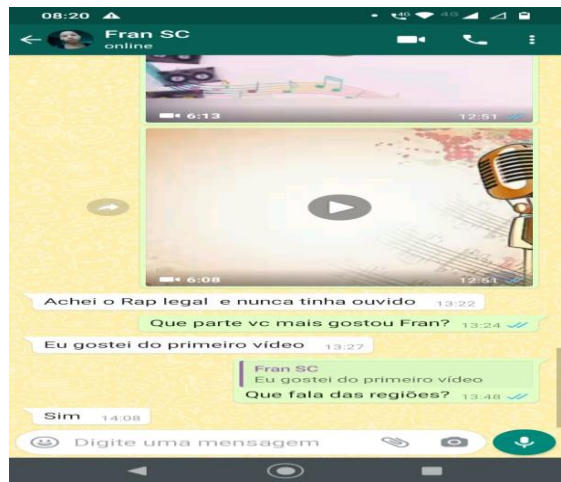 08:20
4G 4G
Fran SC
online
6:13 12:51
6:08 12:51
Achei o Rap legal e nunca tinha ouvido 13:22
Que parte vc mais gostou Fran? 13:24
Eu gostei do primeiro vídeo 13:27
Fran SC
Eu gostei do primeiro vídeo
Que fala das regiões? 13:48
Sim 14:08
Digite uma mensagem